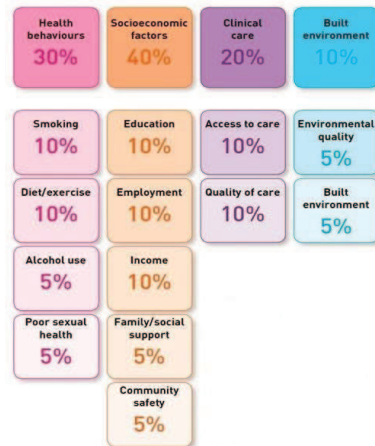 Health
behaviours
30%
Socioeconomic
factors
40%
Clinical
care
20%
Built
environment
10%
Smoking
10%
Diet/exercise
10%
Alcohol use
5%
Poor sexual
health
5%
Education
10%
Employment
10%
Income
10%
Family/social
support
5%
Community
safety
5%
Access to care
10%
Quality of care
10%
Environmental
quality
5%
Built
environment
5%